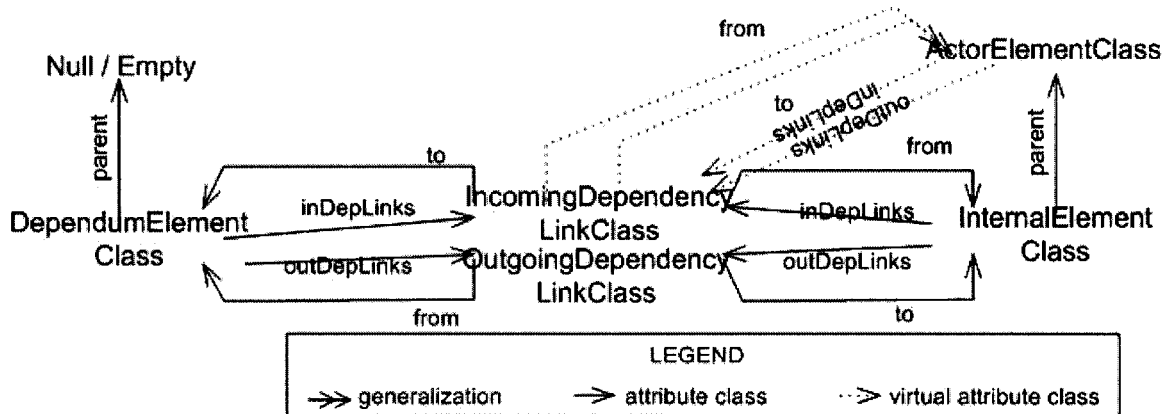 from
Null / Empty
ActorElementClass
to
inDepLinks
outDepLinks
parent
to
from
parent
DependumElement
Class
inDepLinks
IncomingDependency
LinkClass
inDepLinks
InternalElement
Class
outDepLinks
OutgoingDependency
LinkClass
outDepLinks
from
to
LEGEND
generalization
attribute class
virtual attribute class